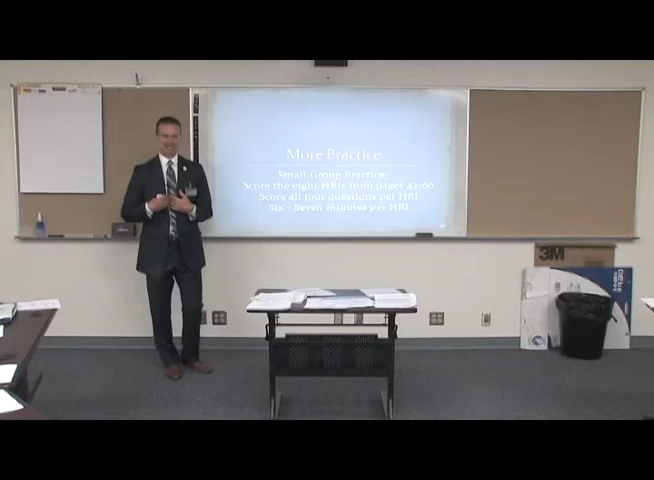 More Practice
Small Group Practice:
Score the eight HRIs from pages 43-66
Score all four questions per HRI
Six - Seven minutes per HRI
3M
Office